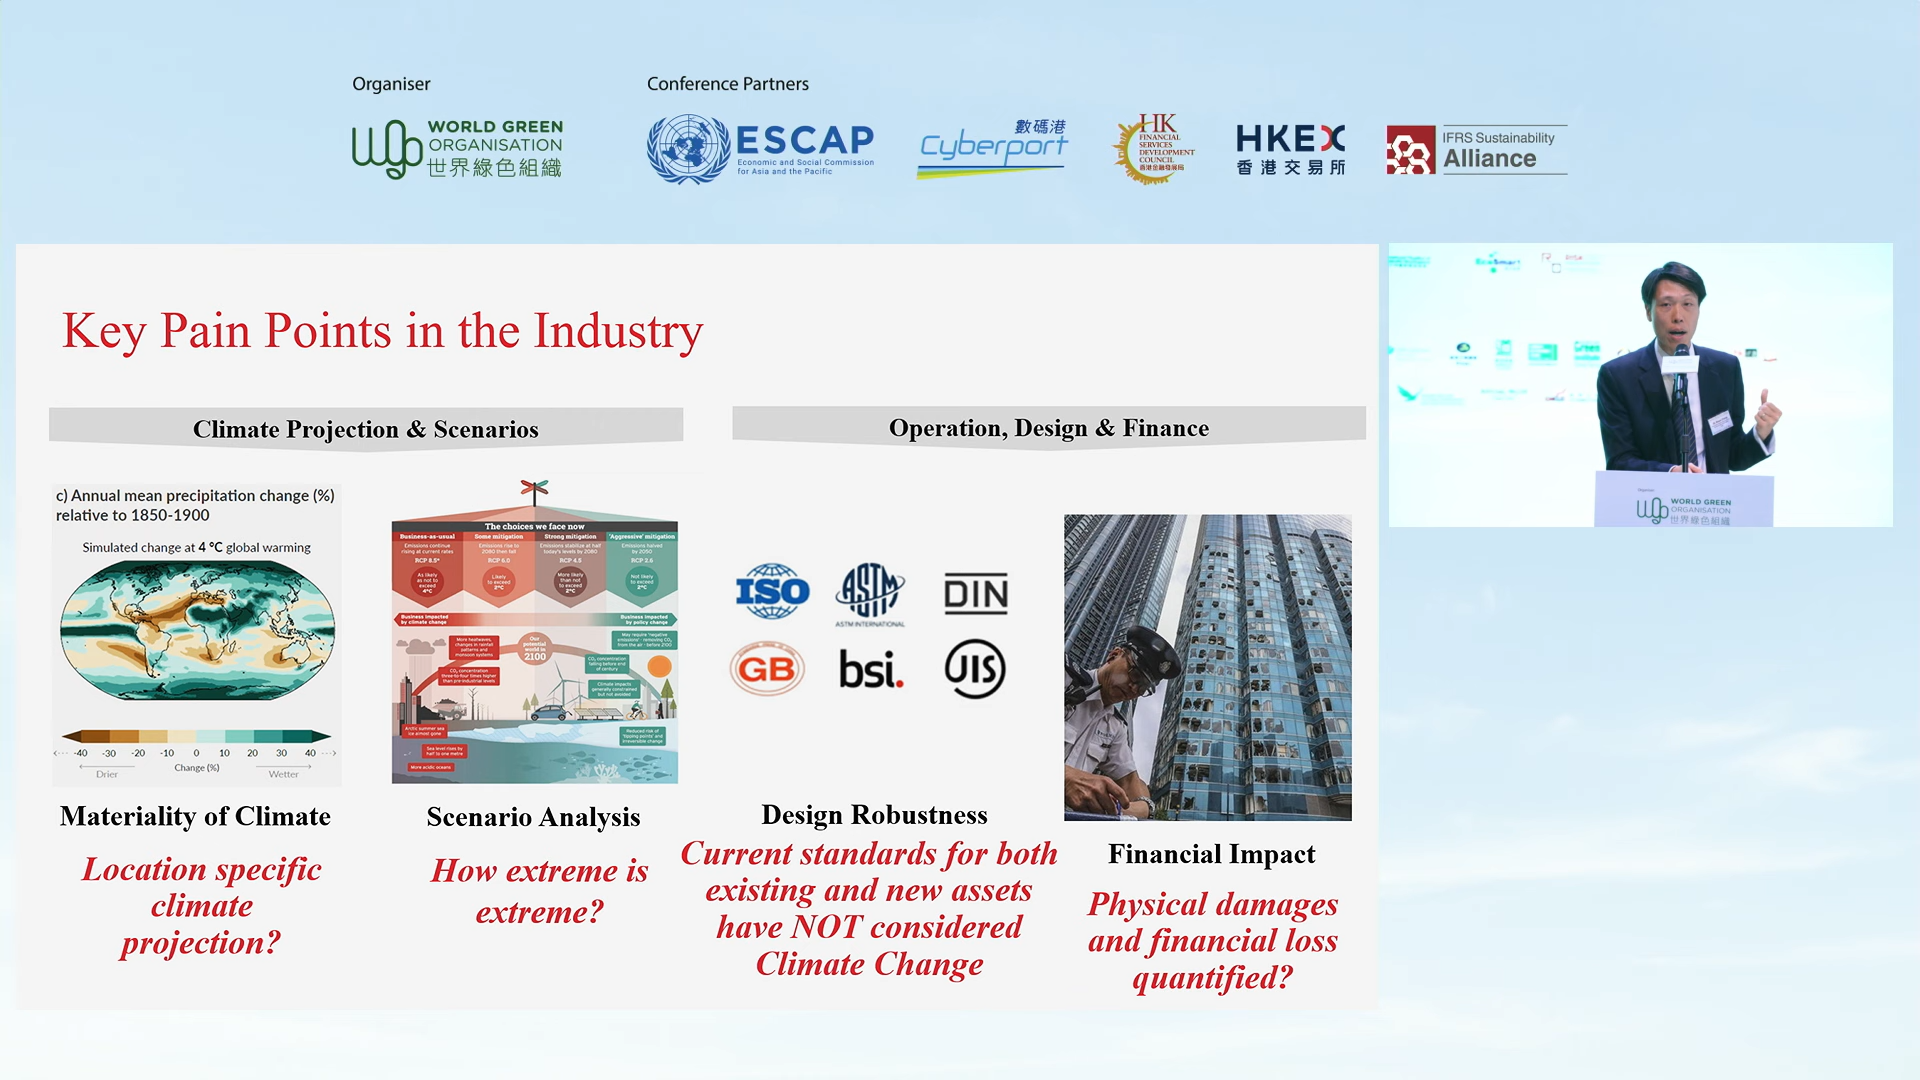 Organiser
Conference Partners
WORLD GREEN
ORGANISATION
世界綠色組織
ESCAP
Economic and Social Commission
for Asia and the Pacific
數碼港
Cyberport
HK
FINANCIAL
SERVICES
DEVELOPMENT
COUNCIL
香港金融發展局
HKEX
香港交易所
IFRS Sustainability
Alliance
Key Pain Points in the Industry
Climate Projection & Scenarios
Operation, Design & Finance
c) Annual mean precipitation change (%)
relative to 1850-1900
Simulated change at 4 °C global warming
-40 -30 -20 -10 0 10 20 30 40
Change (%)
Drier
Wetter
The choices we face now
Business-as-usual
Emissions continue
rising at current rates
RCP 8.5*
As likely
as not to
exceed
4°C
Some mitigation
Emissions rise to
2080 then fall
RCP 6.0
Likely
to exceed
2°C
Strong mitigation
Emissions stabilise at half
today's levels by 2080
RCP 4.5
More likely
than not
to exceed
2°C
'Aggressive' mitigation
Emissions halved
by 2050
RCP 2.6
Not likely
to exceed
2°C
Business impacted
by climate change
Business impacted
by policy change
Our
potential
world in
2100
More heatwaves,
changes in rainfall
patterns and
monsoon systems
CO₂ concentration
three-to-four times higher
than pre-industrial levels
May require 'negative
emissions' - removing CO₂
from the air - before 2100
CO₂ concentration
falling before end
of century
Climate impacts
generally constrained
but not avoided
Arctic summer sea
ice almost gone
Sea level rises by
half to one metre
More acidic oceans
Reduced risk of
'tipping points' and
irreversible change
ISO
ASTM
ASTM INTERNATIONAL
DIN
GB
bsi.
JIS
Materiality of Climate
Location specific
climate
projection?
Scenario Analysis
How extreme is
extreme?
Design Robustness
Current standards for both
existing and new assets
have NOT considered
Climate Change
Financial Impact
Physical damages
and financial loss
quantified?
WORLD GREEN
ORGANISATION
世界綠色組織